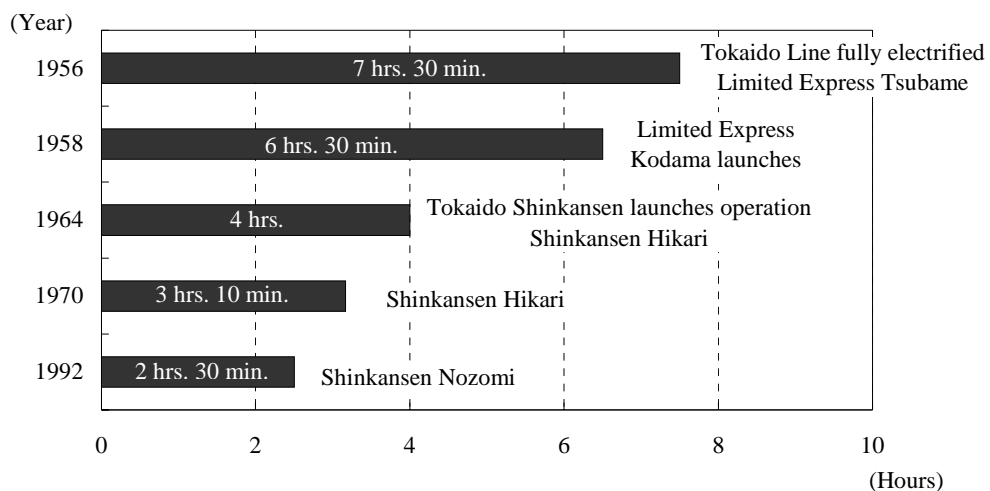 (Year)
1956
7 hrs. 30 min.
Tokaido Line fully electrified
Limited Express Tsubame
1958
6 hrs. 30 min.
Limited Express
Kodama launches
1964
4 hrs.
Tokaido Shinkansen launches operation
Shinkansen Hikari
1970
3 hrs. 10 min.
Shinkansen Hikari
1992
2 hrs. 30 min.
Shinkansen Nozomi
0 2 4 6 8 10
(Hours)